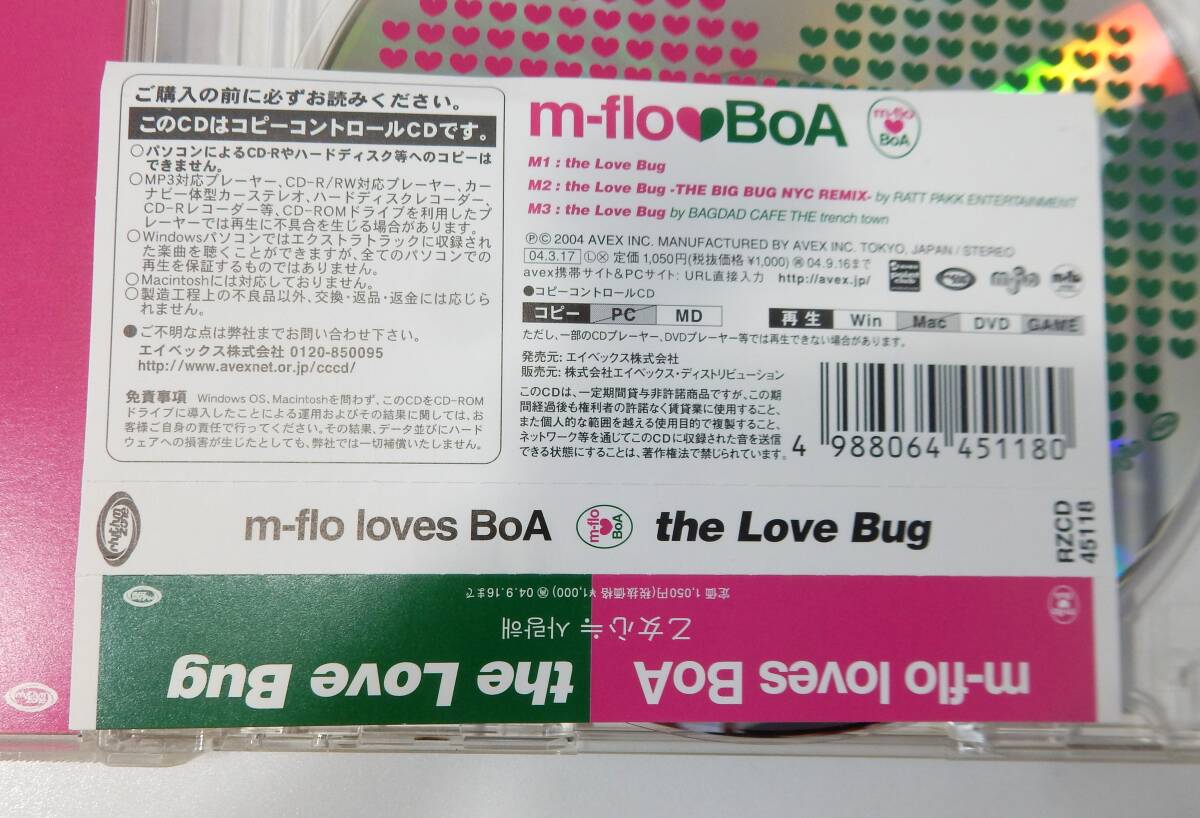 ご購入の前に必ずお読みください。
このCDはコピーコントロールCDです。
○パソコンによるCD-Rやハードディスク等へのコピーは
できません。
○MP3対応プレーヤー、CD-R/RW対応プレーヤー、カー
ナビ一体型カーステレオ、ハードディスクレコーダー、
CD-Rレコーダー等、CD-ROMドライブを利用したプ
レーヤーでは再生に不具合を生じる場合があります。
○Windowsパソコンではエクストラトラックに収録され
た楽曲を聴くことができますが、全てのパソコンでの
再生を保証するものではありません。
○Macintoshには対応しておりません。
○製造工程上の不良品以外、交換・返品・返金には応じら
れません。
●ご不明な点は弊社までお問い合わせ下さい。
エイベックス株式会社 0120-850095
http://www.avexnet.or.jp/cccd/
免責事項 Windows OS、Macintoshを問わず、このCDをCD-ROM
ドライブに導入したことによる運用およびその結果に関しては、お
客様ご自身の責任で行ってください。その結果、データ並びにハード
ウェアへの損害が生じたとしても、弊社では一切補償いたしません。
m-flo♥BoA
m-flo
BoA
M1 : the Love Bug
M2 : the Love Bug -THE BIG BUG NYC REMIX- by RATT PAKK ENTERTAINMENT
M3 : the Love Bug by BAGDAD CAFE THE trench town
ⓅⒸ 2004 AVEX INC. MANUFACTURED BY AVEX INC. TOKYO, JAPAN / STEREO
04.3.17 Ⓛⓧ 定価 1,050円(税抜価格 ¥1,000) ㊢ 04.9.16まで
avex携帯サイト&PCサイト: URL直接入力 http://avex.jp/
●コピーコントロールCD
コピー PC MD 再生 Win Mac DVD GAME
ただし、一部のCDプレーヤー、DVDプレーヤー等では再生できない場合があります。
発売元: エイベックス株式会社
販売元: 株式会社エイベックス・ディストリビューション
このCDは、一定期間貸与非許諾商品ですが、この期
間経過後も権利者の許諾なく賃貸業に使用すること、
また個人的な範囲を越える使用目的で複製すること、
ネットワーク等を通じてこのCDに収録された音を送信
できる状態にすることは、著作権法で禁じられています。
4 988064 451180
m-flo loves BoA
m-flo
BoA
the Love Bug
RZCD
45118
rhythm zone
m-flo loves BoA
the Love Bug
乙女心≒사랑해
定価 1,050円(税抜価格 ¥1,000) ㊢ 04.9.16まで